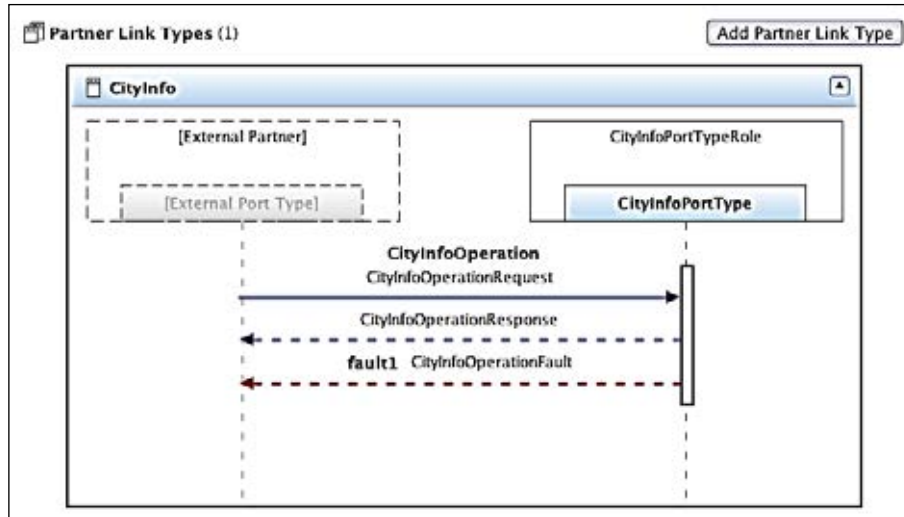 Partner Link Types (1)
Add Partner Link Type
CityInfo
[External Partner]
CityInfoPortTypeRole
[External Port Type]
CityInfoPortType
CityInfoOperation
CityInfoOperationRequest
CityInfoOperationResponse
fault1 CityInfoOperationFault